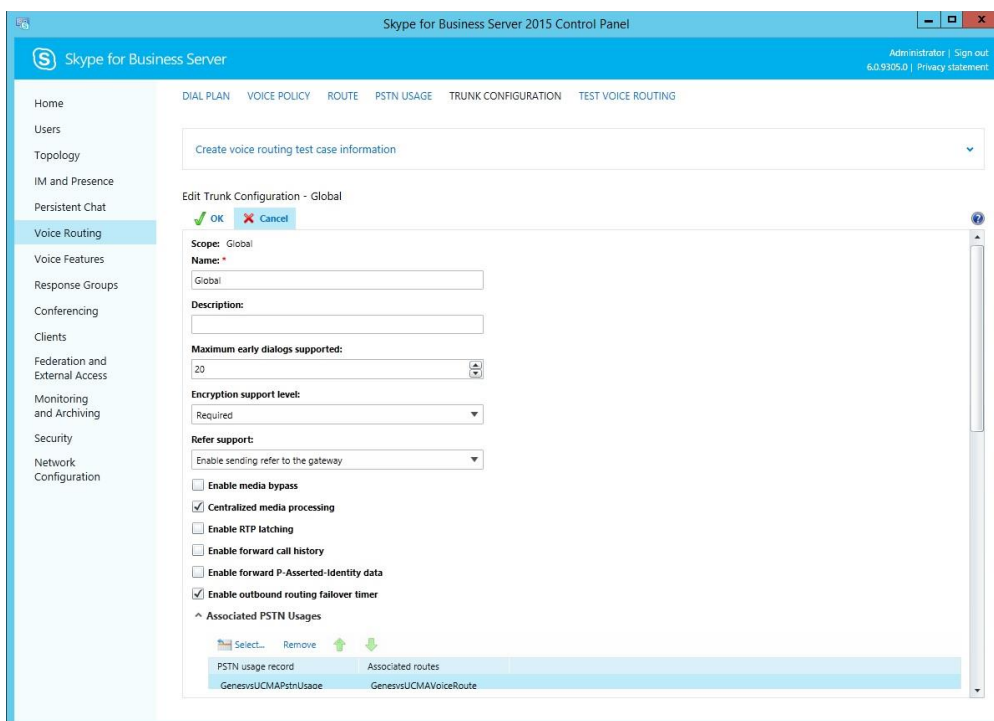 Skype for Business Server 2015 Control Panel
Skype for Business Server
Administrator | Sign out
6.0.9305.0 | Privacy statement
Home
Users
Topology
IM and Presence
Persistent Chat
Voice Routing
Voice Features
Response Groups
Conferencing
Clients
Federation and
External Access
Monitoring
and Archiving
Security
Network
Configuration
DIAL PLAN VOICE POLICY ROUTE PSTN USAGE TRUNK CONFIGURATION TEST VOICE ROUTING
Create voice routing test case information
Edit Trunk Configuration - Global
OK Cancel
Scope: Global
Name: *
Global
Description:
Maximum early dialogs supported:
20
Encryption support level:
Required
Refer support:
Enable sending refer to the gateway
Enable media bypass
Centralized media processing
Enable RTP latching
Enable forward call history
Enable forward P-Asserted-Identity data
Enable outbound routing failover timer
Associated PSTN Usages
Select... Remove
PSTN usage record Associated routes
GenesysUCMAPstnUsage GenesysUCMAVoiceRoute